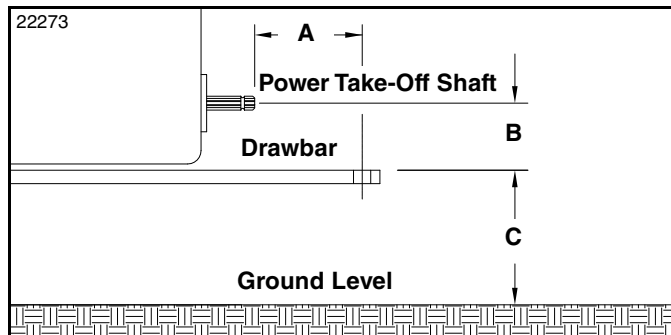 22273
A
Power Take-Off Shaft
B
Drawbar
C
Ground Level